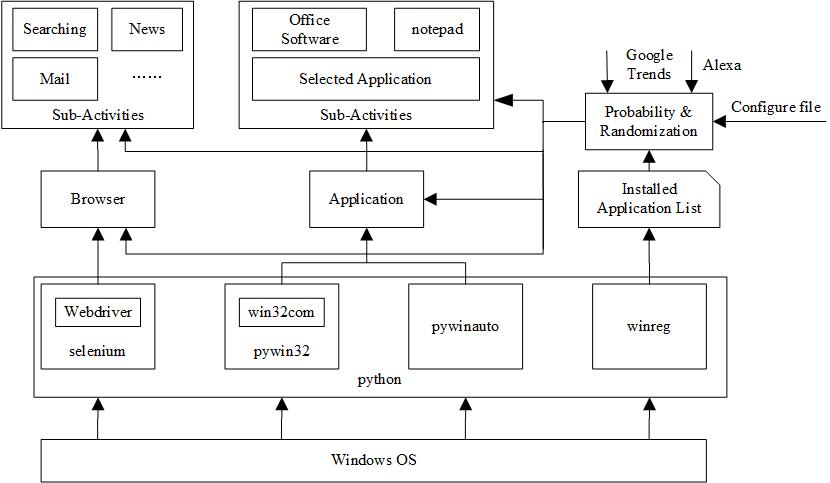 Searching
News
Mail
......
Sub-Activities
Office
Software
notepad
Selected Application
Sub-Activities
Google
Trends
Alexa
Probability &
Randomization
Configure file
Browser
Application
Installed
Application List
Webdriver
selenium
win32com
pywin32
pywinauto
winreg
python
Windows OS